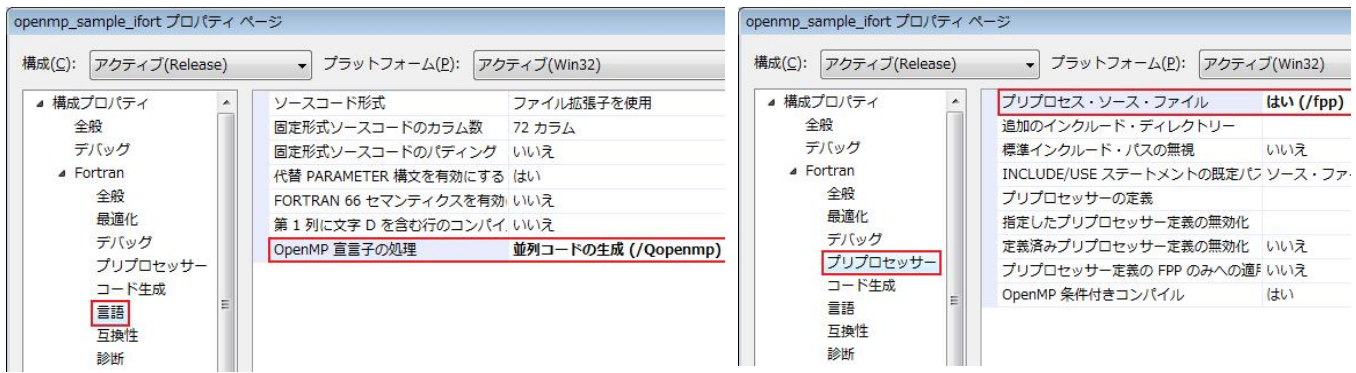 openmp_sample_ifort プロパティ ページ
構成(C): アクティブ(Release) プラットフォーム(P): アクティブ(Win32)
構成プロパティ
全般
デバッグ
Fortran
全般
最適化
デバッグ
プリプロセッサー
コード生成
言語
互換性
診断
ソースコード形式 ファイル拡張子を使用
固定形式ソースコードのカラム数 72 カラム
固定形式ソースコードのパディング いいえ
代替 PARAMETER 構文を有効にする はい
FORTRAN 66 セマンティクスを有効 いいえ
第 1 列に文字 D を含む行のコンパイ いいえ
OpenMP 宣言子の処理 並列コードの生成 (/Qopenmp)
openmp_sample_ifort プロパティ ページ
構成(C): アクティブ(Release) プラットフォーム(P): アクティブ(Win32)
構成プロパティ
全般
デバッグ
Fortran
全般
最適化
デバッグ
プリプロセッサー
コード生成
言語
互換性
診断
プリプロセス・ソース・ファイル はい (/fpp)
追加のインクルード・ディレクトリー
標準インクルード・パスの無視 いいえ
INCLUDE/USE ステートメントの既定パス ソース・ファイ
プリプロセッサーの定義
指定したプリプロセッサー定義の無効化
定義済みプリプロセッサー定義の無効化 いいえ
プリプロセッサー定義の FPP のみへの適用 いいえ
OpenMP 条件付きコンパイル はい